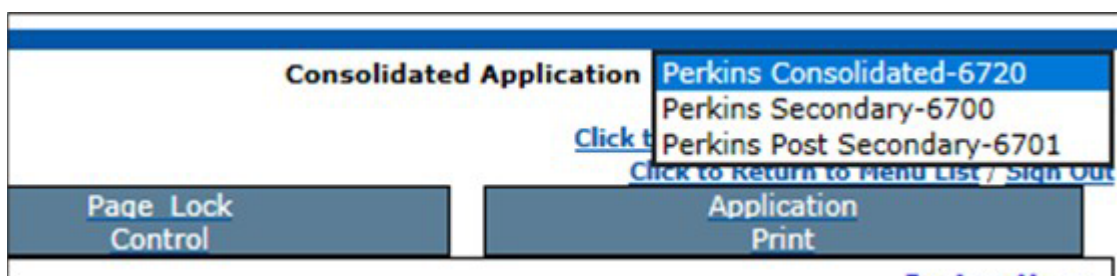 Consolidated Application Perkins Consolidated-6720
Perkins Secondary-6700
Click t Perkins Post Secondary-6701
Click to Return to Menu List / Sign Out
Page Lock Application
Control Print